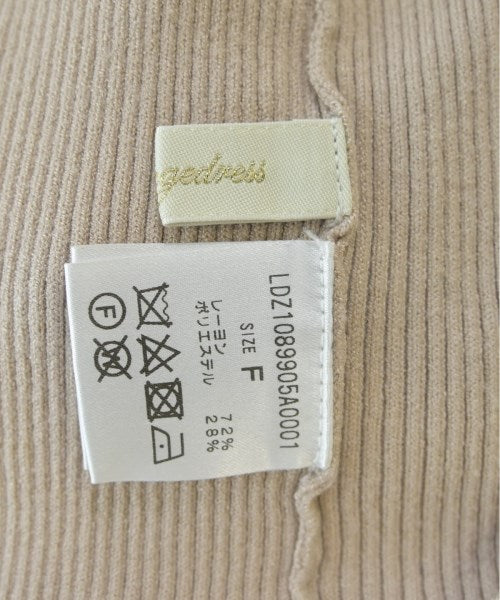 gedress
LDZ1089905A0001
SIZE F
レーヨン 72%
ポリエステル 28%
F
W